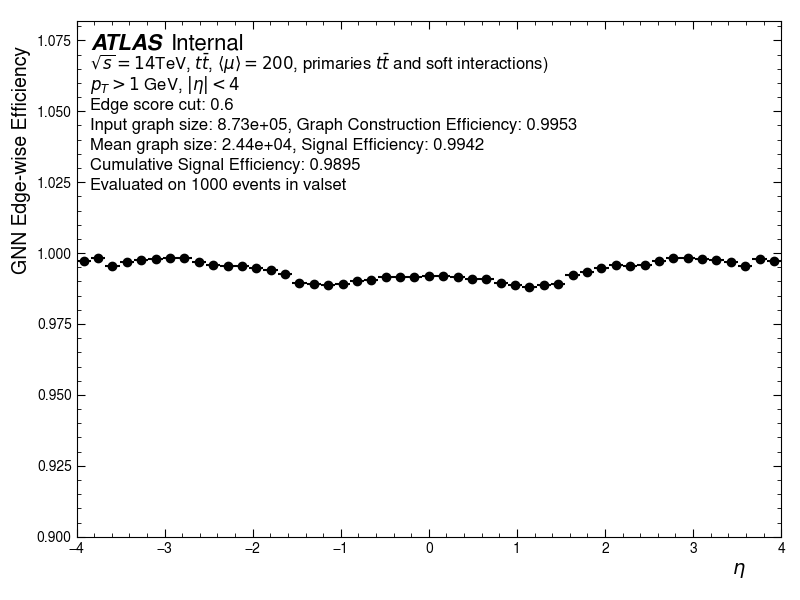 ATLAS Internal
√s = 14TeV, tt̄, ⟨μ⟩ = 200, primaries tt̄ and soft interactions)
p_T > 1 GeV, |η| < 4
Edge score cut: 0.6
Input graph size: 8.73e+05, Graph Construction Efficiency: 0.9953
Mean graph size: 2.44e+04, Signal Efficiency: 0.9942
Cumulative Signal Efficiency: 0.9895
Evaluated on 1000 events in valset
GNN Edge-wise Efficiency
1.075
1.050
1.025
1.000
0.975
0.950
0.925
0.900
−4 −3 −2 −1 0 1 2 3 4
η